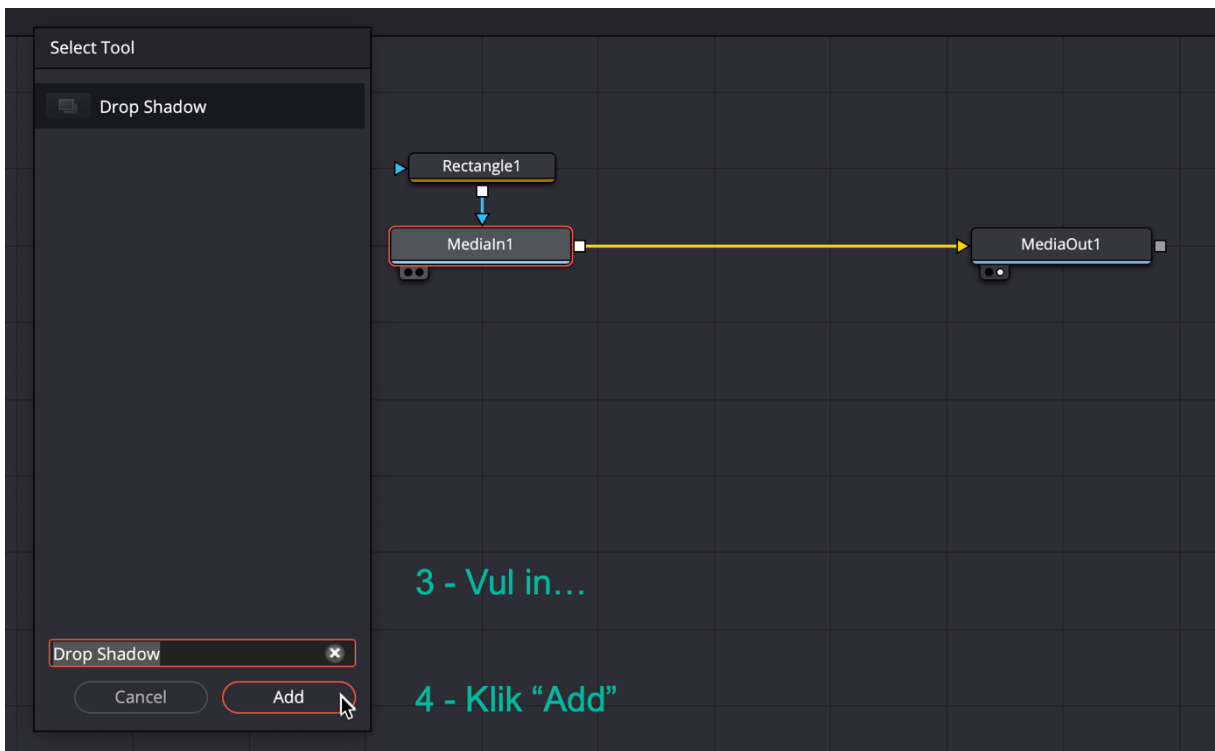 Select Tool
Drop Shadow
Rectangle1
MediaIn1
MediaOut1
3 - Vul in…
Drop Shadow
Cancel
Add
4 - Klik “Add”